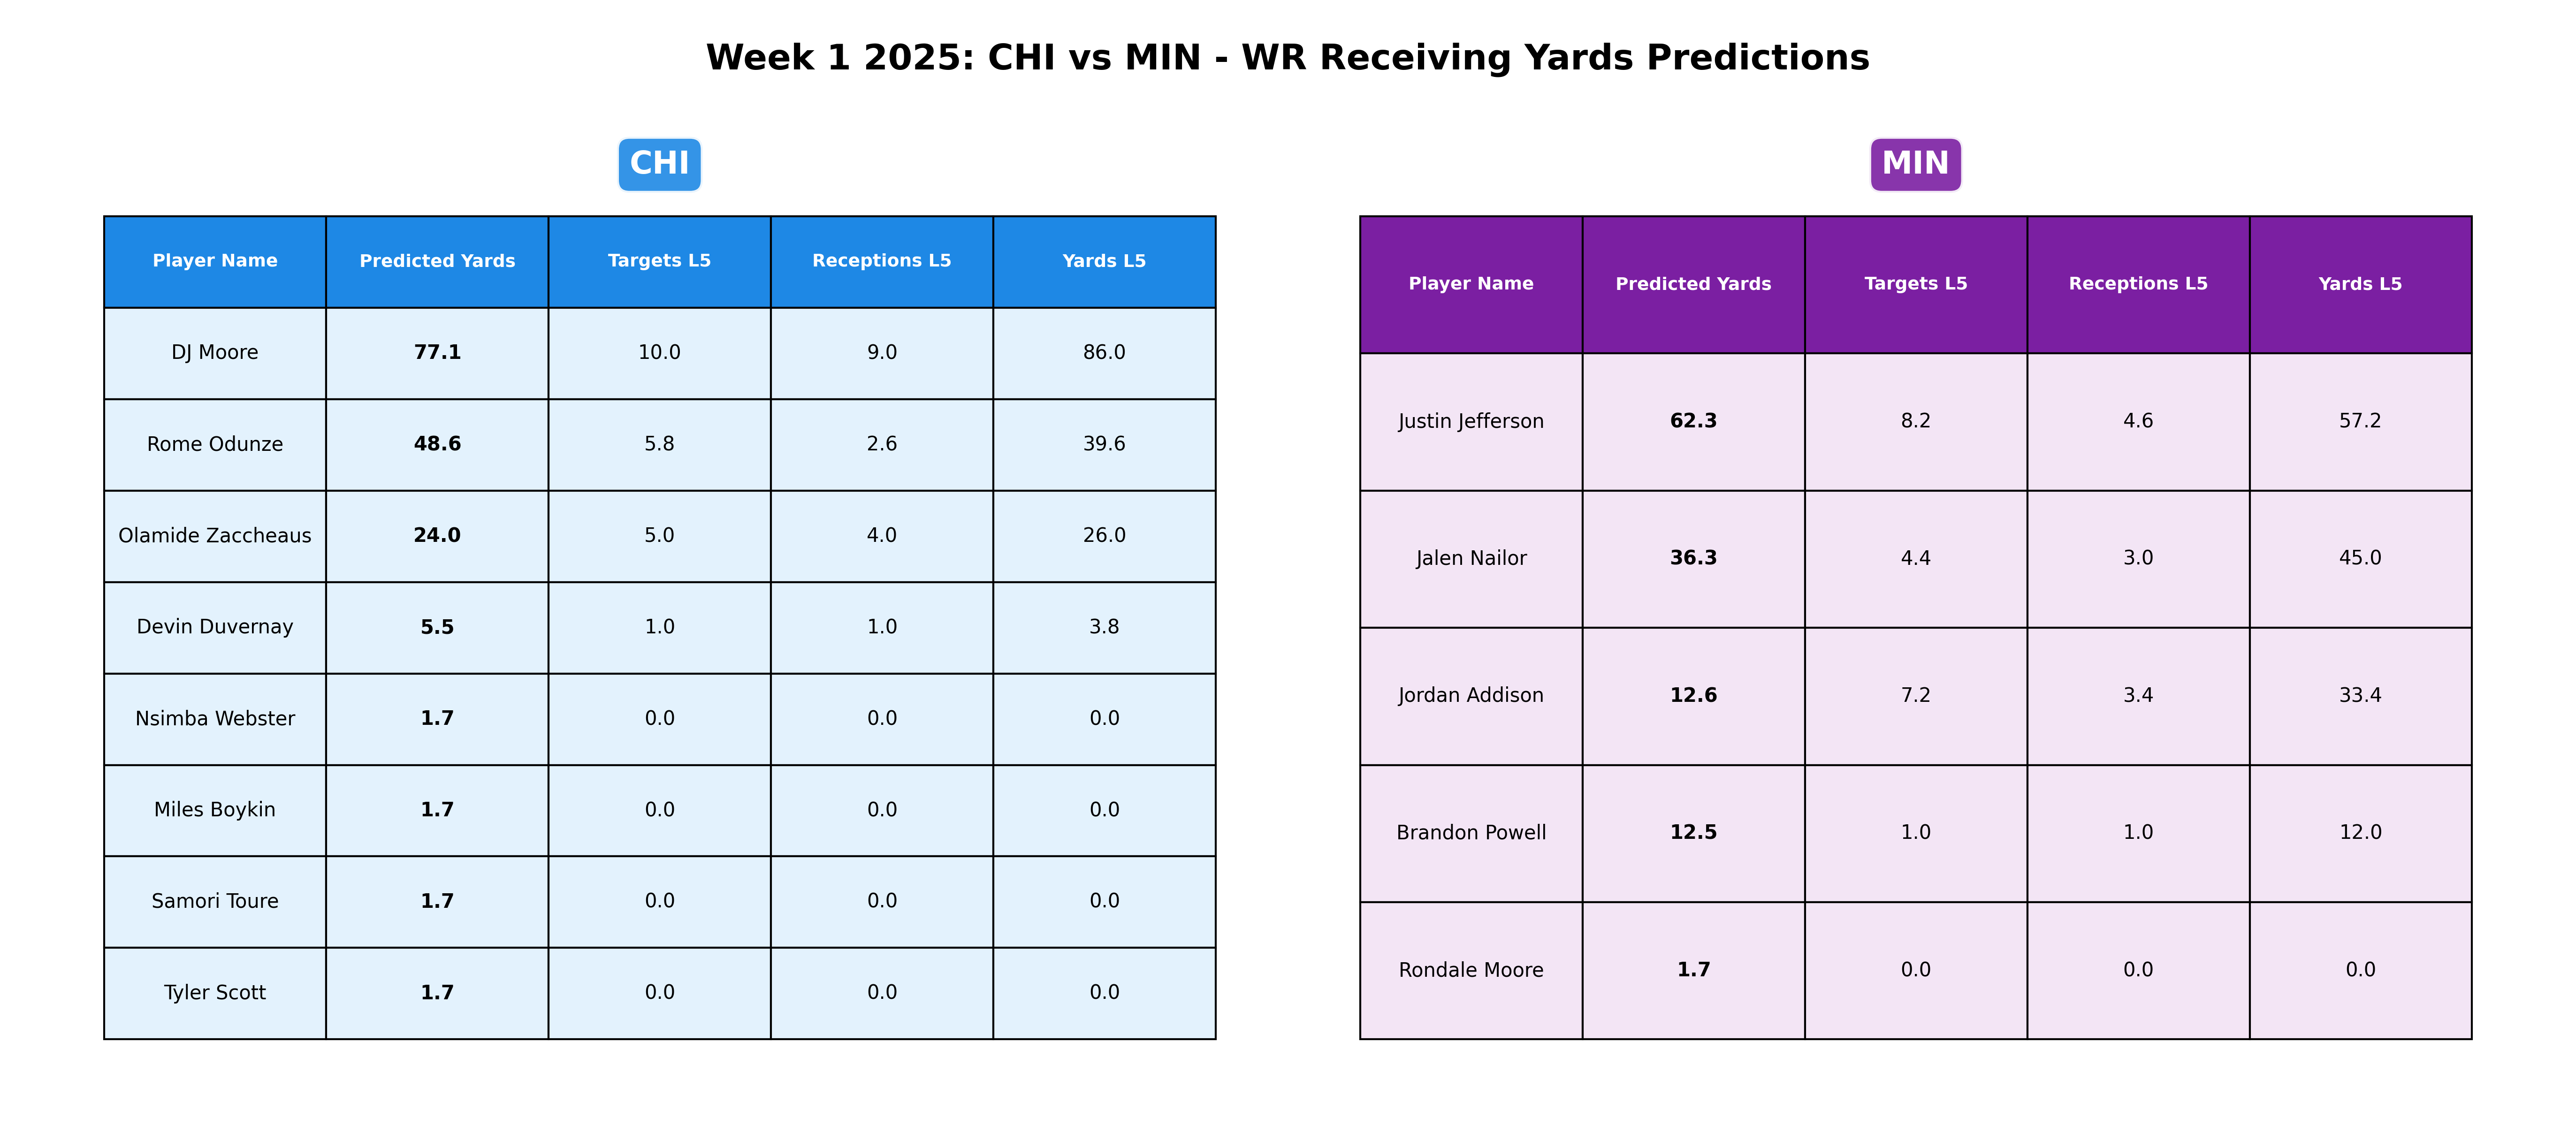 Week 1 2025: CHI vs MIN - WR Receiving Yards Predictions
CHI
Player Name Predicted Yards Targets L5 Receptions L5 Yards L5
DJ Moore 77.1 10.0 9.0 86.0
Rome Odunze 48.6 5.8 2.6 39.6
Olamide Zaccheaus 24.0 5.0 4.0 26.0
Devin Duvernay 5.5 1.0 1.0 3.8
Nsimba Webster 1.7 0.0 0.0 0.0
Miles Boykin 1.7 0.0 0.0 0.0
Samori Toure 1.7 0.0 0.0 0.0
Tyler Scott 1.7 0.0 0.0 0.0
MIN
Player Name Predicted Yards Targets L5 Receptions L5 Yards L5
Justin Jefferson 62.3 8.2 4.6 57.2
Jalen Nailor 36.3 4.4 3.0 45.0
Jordan Addison 12.6 7.2 3.4 33.4
Brandon Powell 12.5 1.0 1.0 12.0
Rondale Moore 1.7 0.0 0.0 0.0